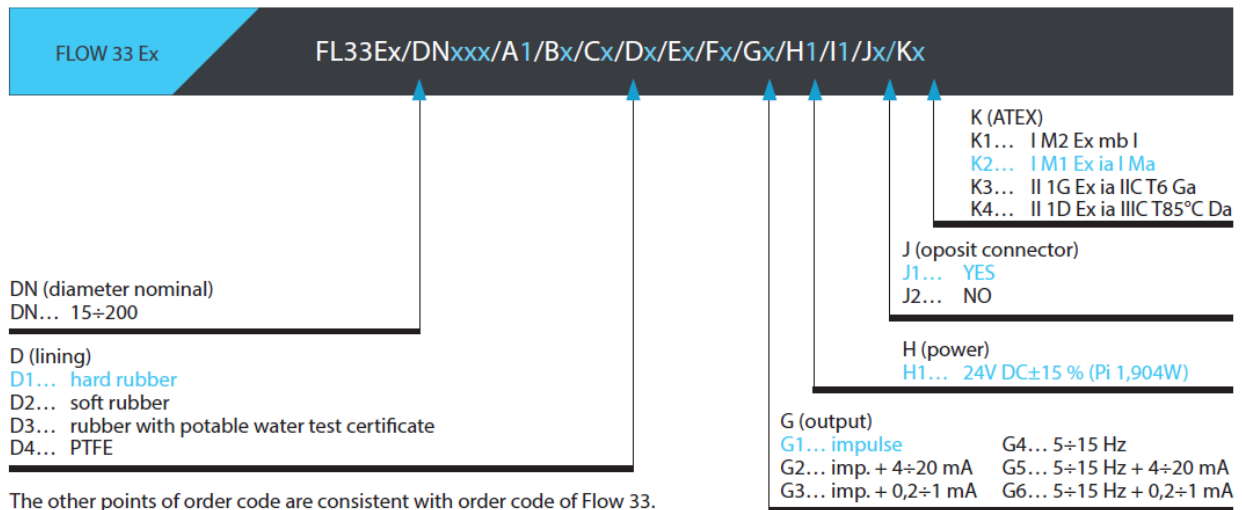 FLOW 33 Ex
FL33Ex/DNxxx/A1/Bx/Cx/Dx/Ex/Fx/Gx/H1/I1/Jx/Kx
K (ATEX)
K1... I M2 Ex mb I
K2... I M1 Ex ia I Ma
K3... II 1G Ex ia IIC T6 Ga
K4... II 1D Ex ia IIIC T85°C Da
J (oposit connector)
J1... YES
J2... NO
DN (diameter nominal)
DN... 15÷200
H (power)
H1... 24V DC±15 % (Pi 1,904W)
D (lining)
D1... hard rubber
D2... soft rubber
D3... rubber with potable water test certificate
D4... PTFE
G (output)
G1... impulse G4... 5÷15 Hz
G2... imp. + 4÷20 mA G5... 5÷15 Hz + 4÷20 mA
G3... imp. + 0,2÷1 mA G6... 5÷15 Hz + 0,2÷1 mA
The other points of order code are consistent with order code of Flow 33.